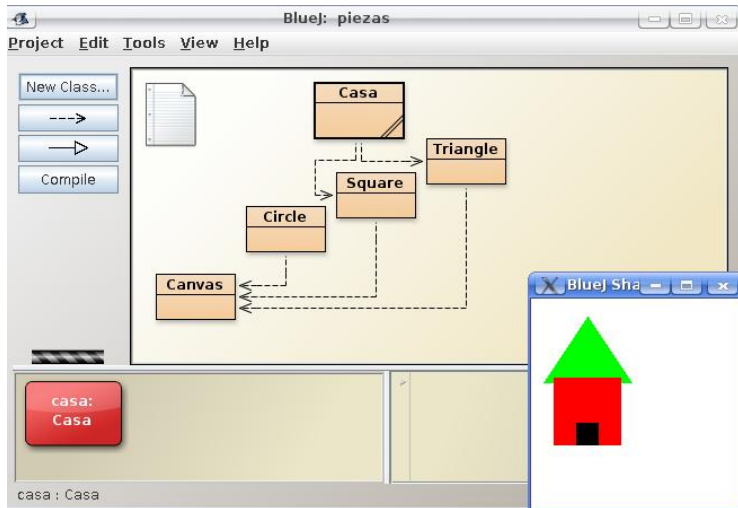 BlueJ: piezas
Project Edit Tools View Help
New Class...
Compile
Casa
Triangle
Square
Circle
Canvas
BlueJ Sha
casa:
Casa
casa : Casa